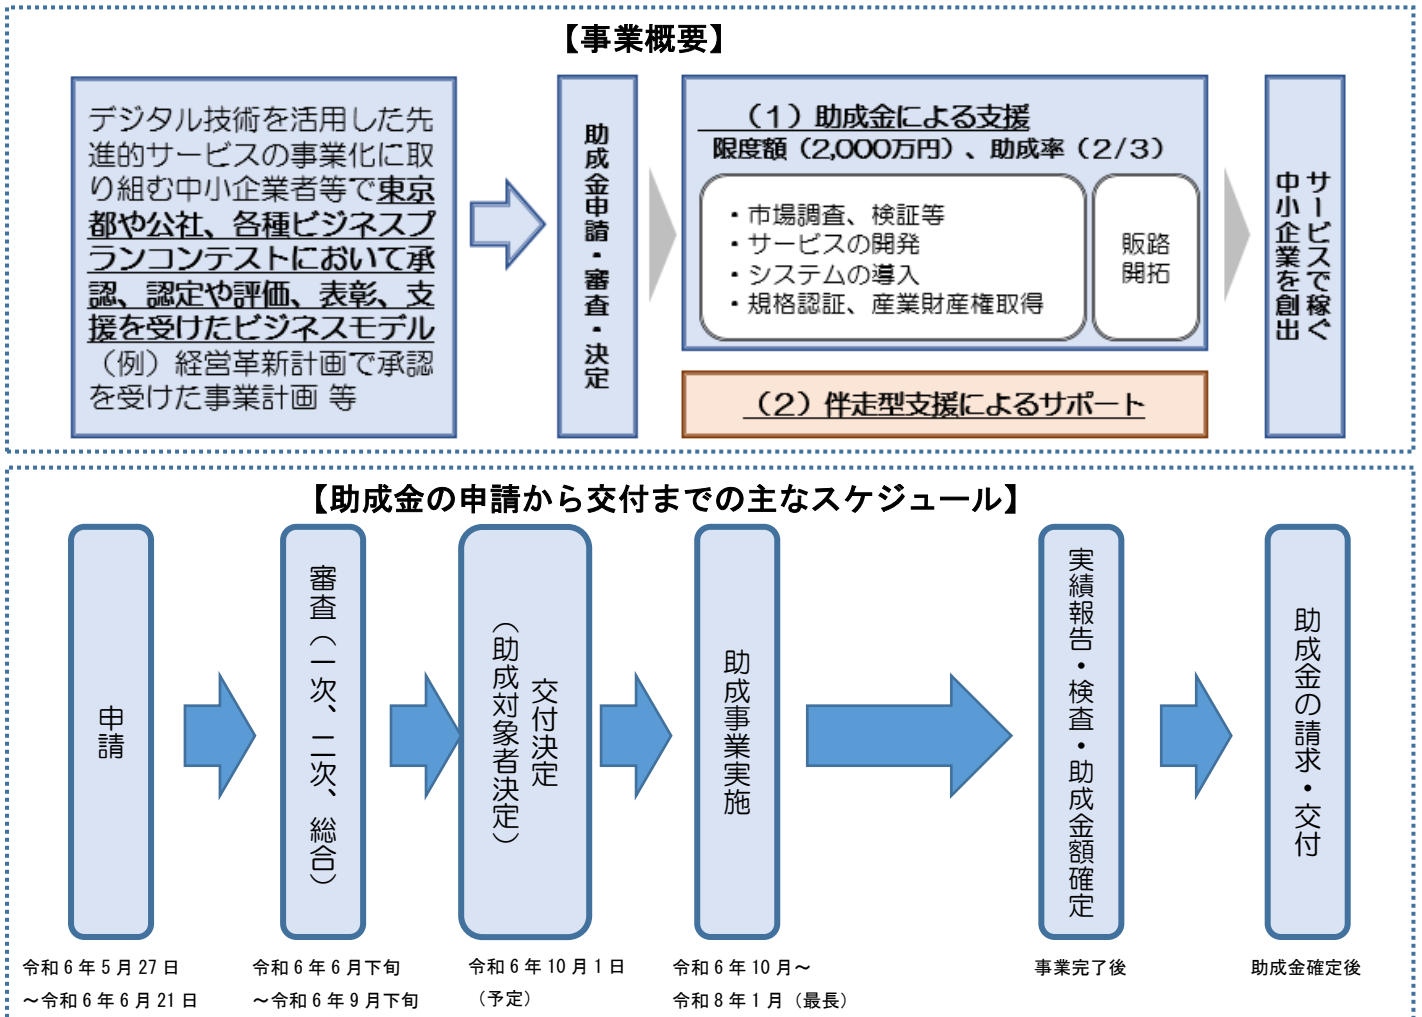 【事業概要】
デジタル技術を活用した先
進的サービスの事業化に取
り組む中小企業者等で東京
都や公社、各種ビジネスプ
ランコンテストにおいて承
認、認定や評価、表彰、支
援を受けたビジネスモデル
（例）経営革新計画で承認
を受けた事業計画 等
助成金申請・審査・決定
（1）助成金による支援
限度額（2,000万円）、助成率（2/3）
・市場調査、検証等
・サービスの開発
・システムの導入
・規格認証、産業財産権取得
販路
開拓
（2）伴走型支援によるサポート
サービスで稼ぐ
中小企業を創出
【助成金の申請から交付までの主なスケジュール】
申請
審査（一次、二次、総合）
交付決定
（助成対象者決定）
助成事業実施
実績報告・検査・助成金額確定
助成金の請求・交付
令和6年5月27日
～令和6年6月21日
令和6年6月下旬
～令和6年9月下旬
令和6年10月1日
（予定）
令和6年10月～
令和8年1月（最長）
事業完了後
助成金確定後